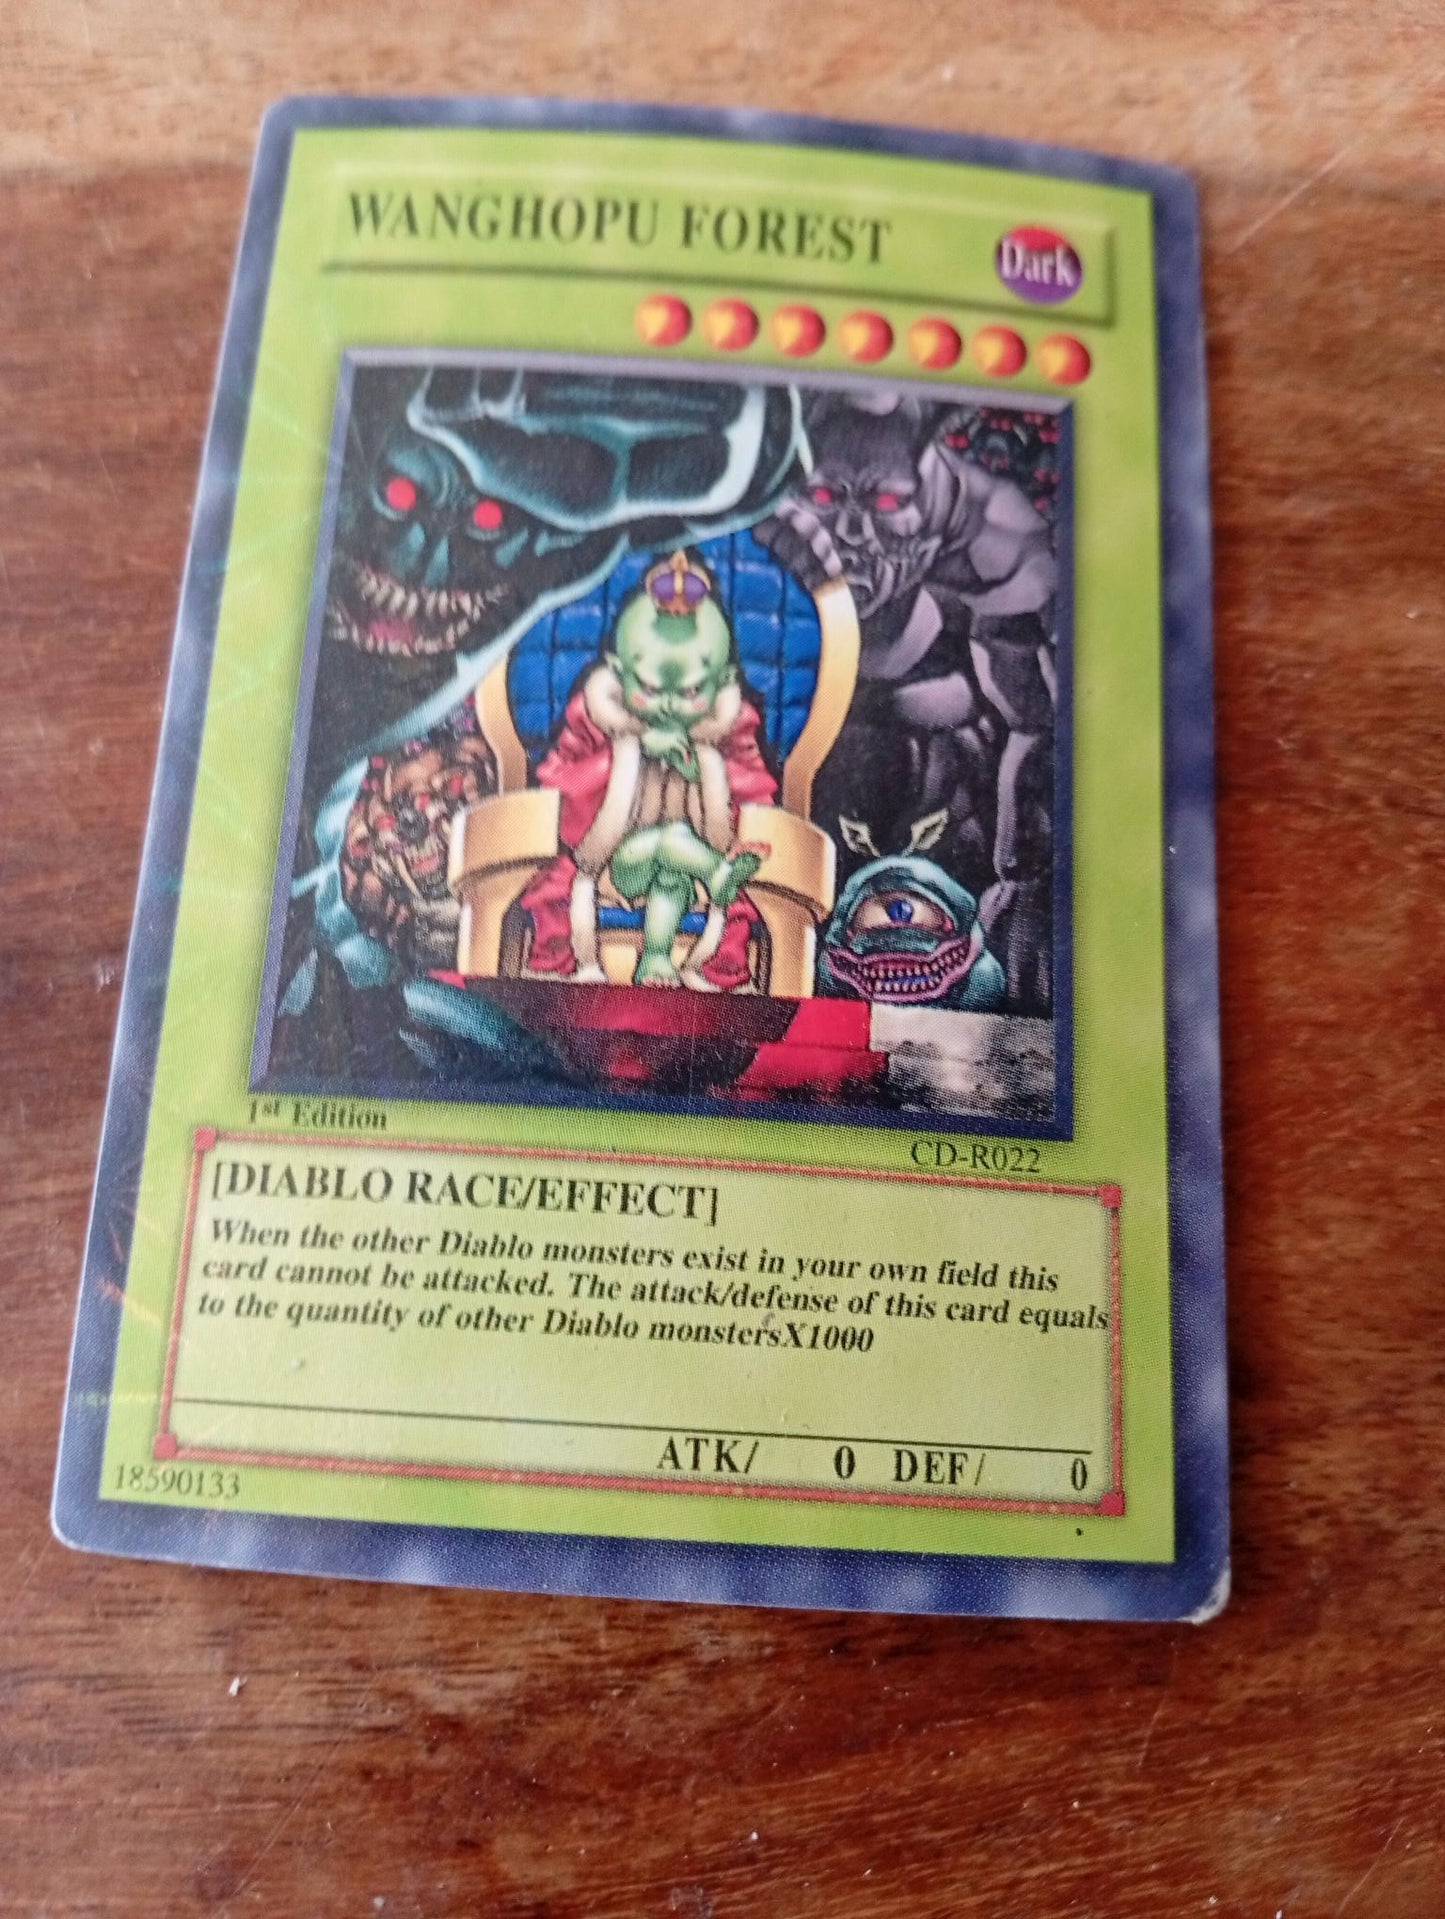 WANGHOPU FOREST
Dark
1st Edition
CD-R022
[DIABLO RACE/EFFECT]
When the other Diablo monsters exist in your own field this
card cannot be attacked. The attack/defense of this card equals
to the quantity of other Diablo monstersX1000
ATK/ 0 DEF/ 0
18590133